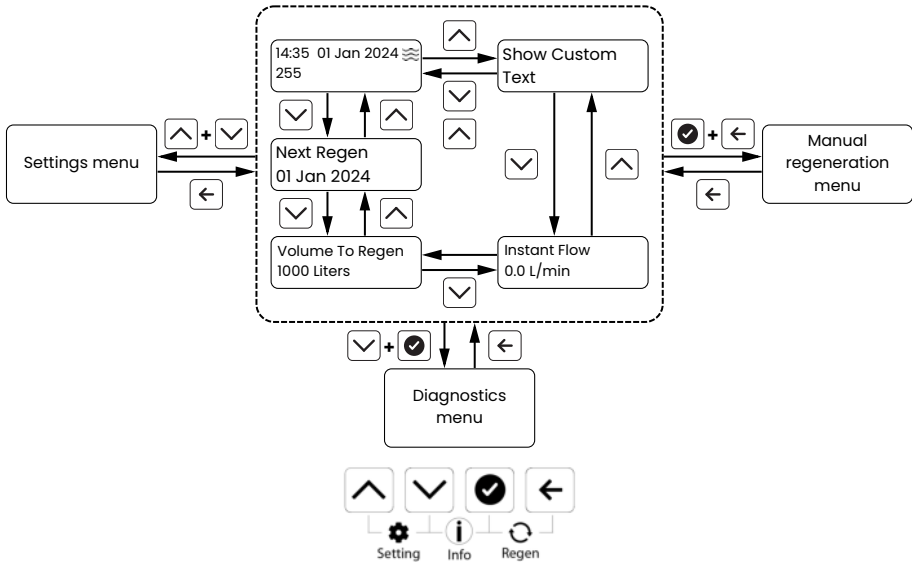 14:35 01 Jan 2024
255
Show Custom
Text
Next Regen
01 Jan 2024
Settings menu
+
+
Manual
regeneration
menu
Volume To Regen
1000 Liters
Instant Flow
0.0 L/min
+
Diagnostics
menu
Setting
i
Info
Regen